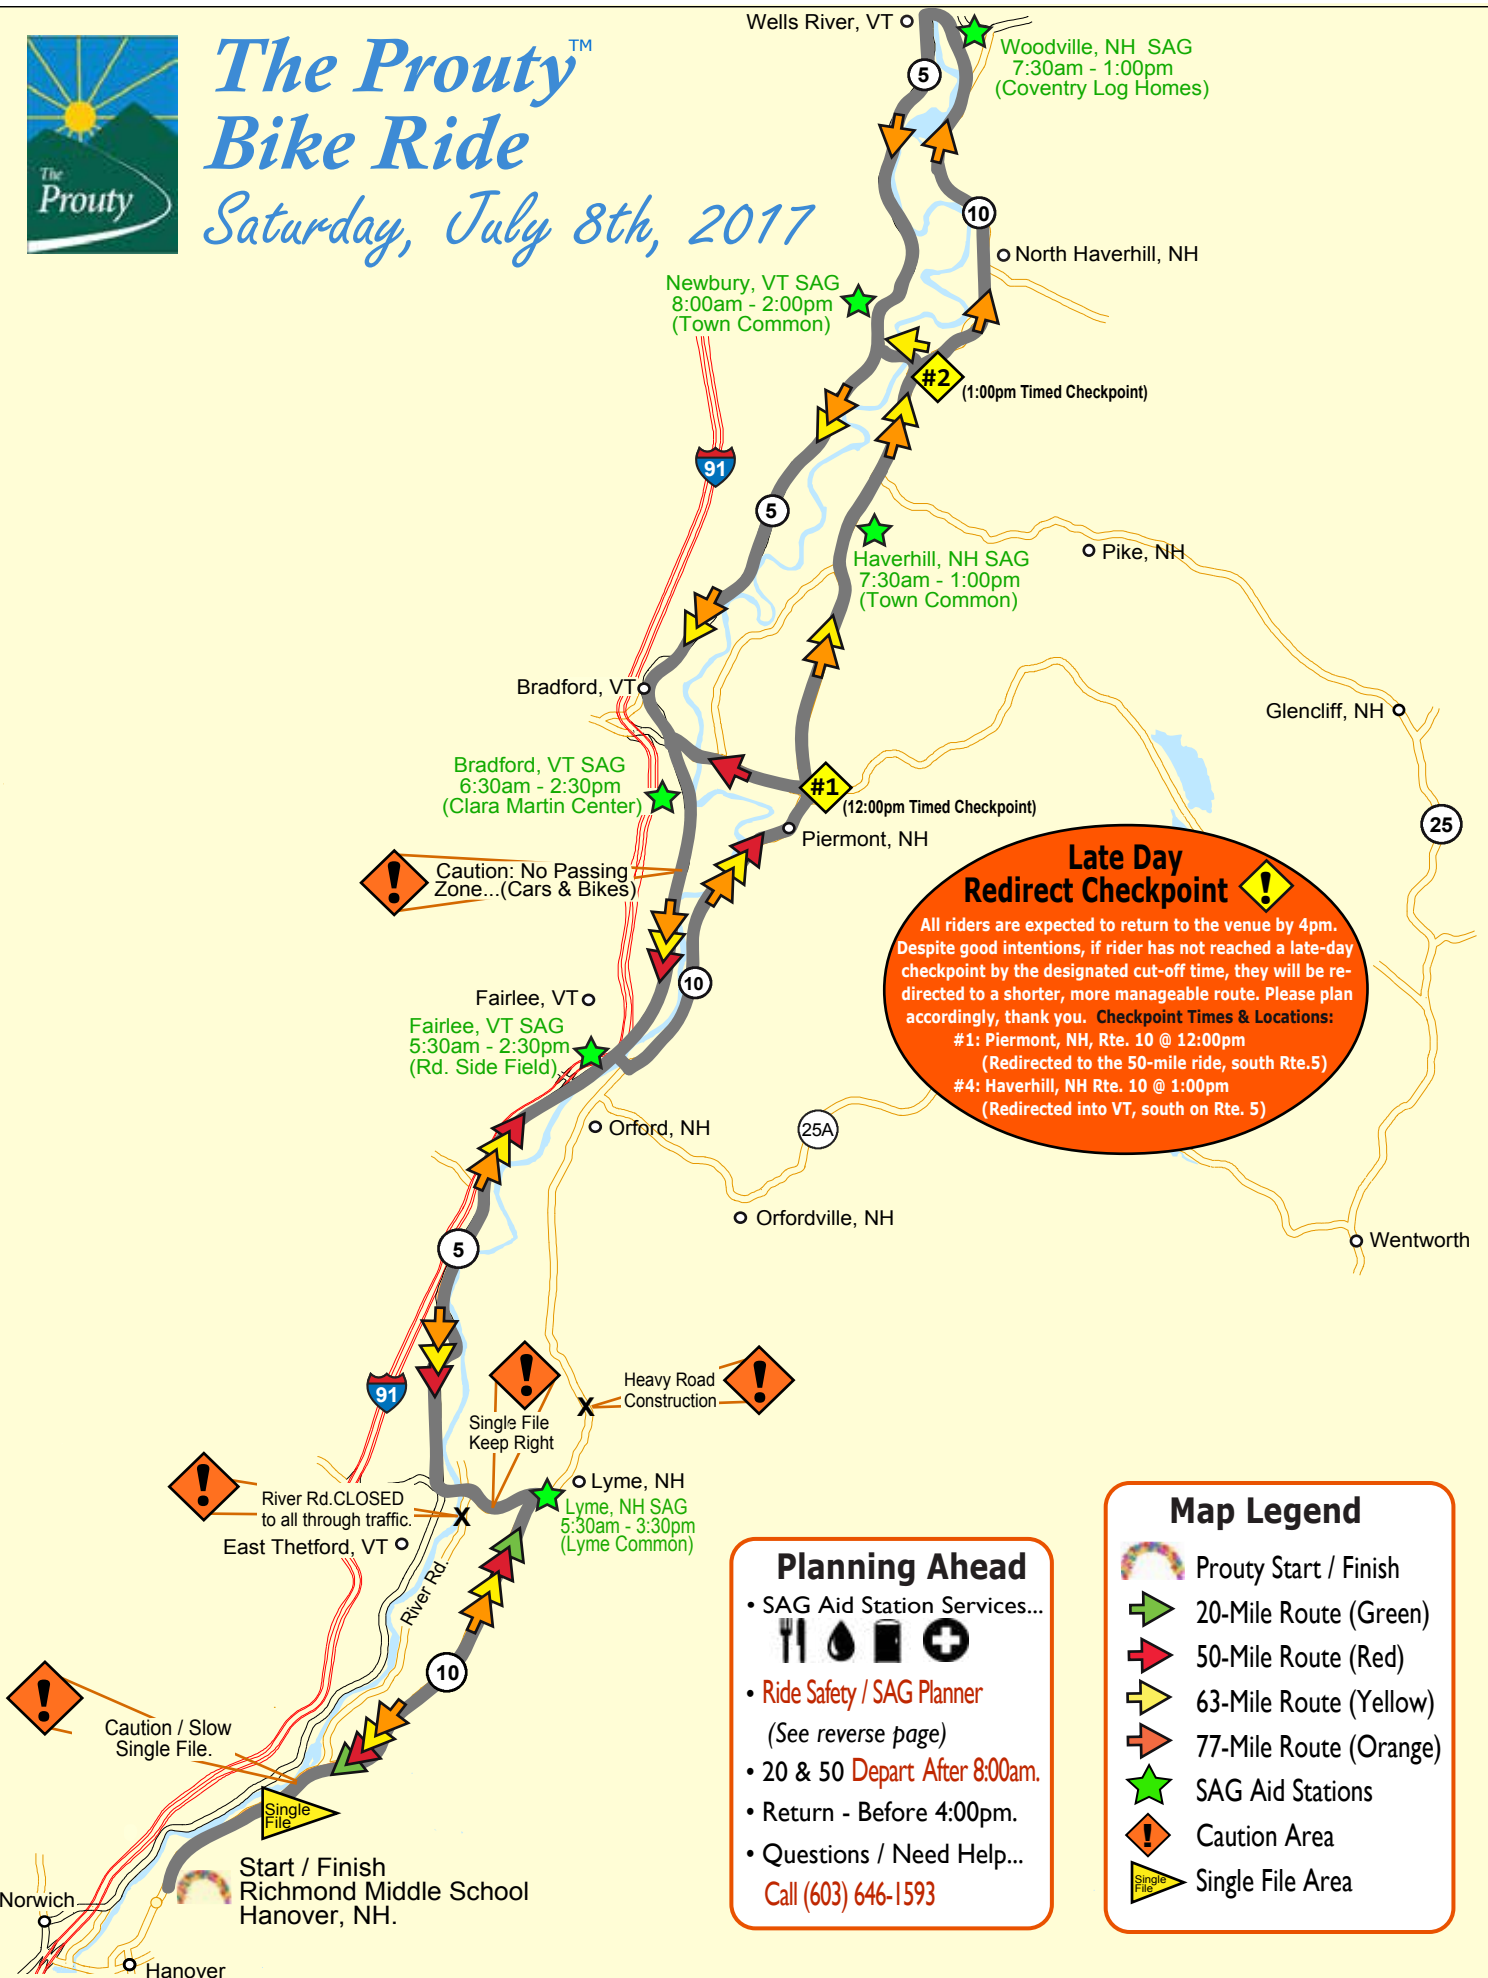 The Prouty™
Bike Ride
Saturday, July 8th, 2017
The
Prouty
Wells River, VT
Woodville, NH SAG
7:30am - 1:00pm
(Coventry Log Homes)
5
10
North Haverhill, NH
Newbury, VT SAG
8:00am - 2:00pm
(Town Common)
#2
(1:00pm Timed Checkpoint)
91
5
Haverhill, NH SAG
7:30am - 1:00pm
(Town Common)
Pike, NH
Bradford, VT
Glencliff, NH
Bradford, VT SAG
6:30am - 2:30pm
(Clara Martin Center)
#1
(12:00pm Timed Checkpoint)
Piermont, NH
25
!
Caution: No Passing
Zone...(Cars & Bikes)
Late Day
Redirect Checkpoint
!
All riders are expected to return to the venue by 4pm.
Despite good intentions, if rider has not reached a late-day
checkpoint by the designated cut-off time, they will be re-
directed to a shorter, more manageable route. Please plan
accordingly, thank you. Checkpoint Times & Locations:
#1: Piermont, NH, Rte. 10 @ 12:00pm
(Redirected to the 50-mile ride, south Rte.5)
#4: Haverhill, NH Rte. 10 @ 1:00pm
(Redirected into VT, south on Rte. 5)
10
Fairlee, VT
Fairlee, VT SAG
5:30am - 2:30pm
(Rd. Side Field)
Orford, NH
25A
Orfordville, NH
Wentworth
5
91
!
Single File
Keep Right
Heavy Road
Construction
!
X
!
River Rd.CLOSED
to all through traffic.
X
East Thetford, VT
Lyme, NH
Lyme, NH SAG
5:30am - 3:30pm
(Lyme Common)
River Rd.
10
!
Caution / Slow
Single File.
Single
File
Start / Finish
Richmond Middle School
Hanover, NH.
Norwich
Hanover
Planning Ahead
• SAG Aid Station Services...
• Ride Safety / SAG Planner
(See reverse page)
• 20 & 50 Depart After 8:00am.
• Return - Before 4:00pm.
• Questions / Need Help...
Call (603) 646-1593
Map Legend
Prouty Start / Finish
20-Mile Route (Green)
50-Mile Route (Red)
63-Mile Route (Yellow)
77-Mile Route (Orange)
SAG Aid Stations
! Caution Area
Single
File
Single File Area